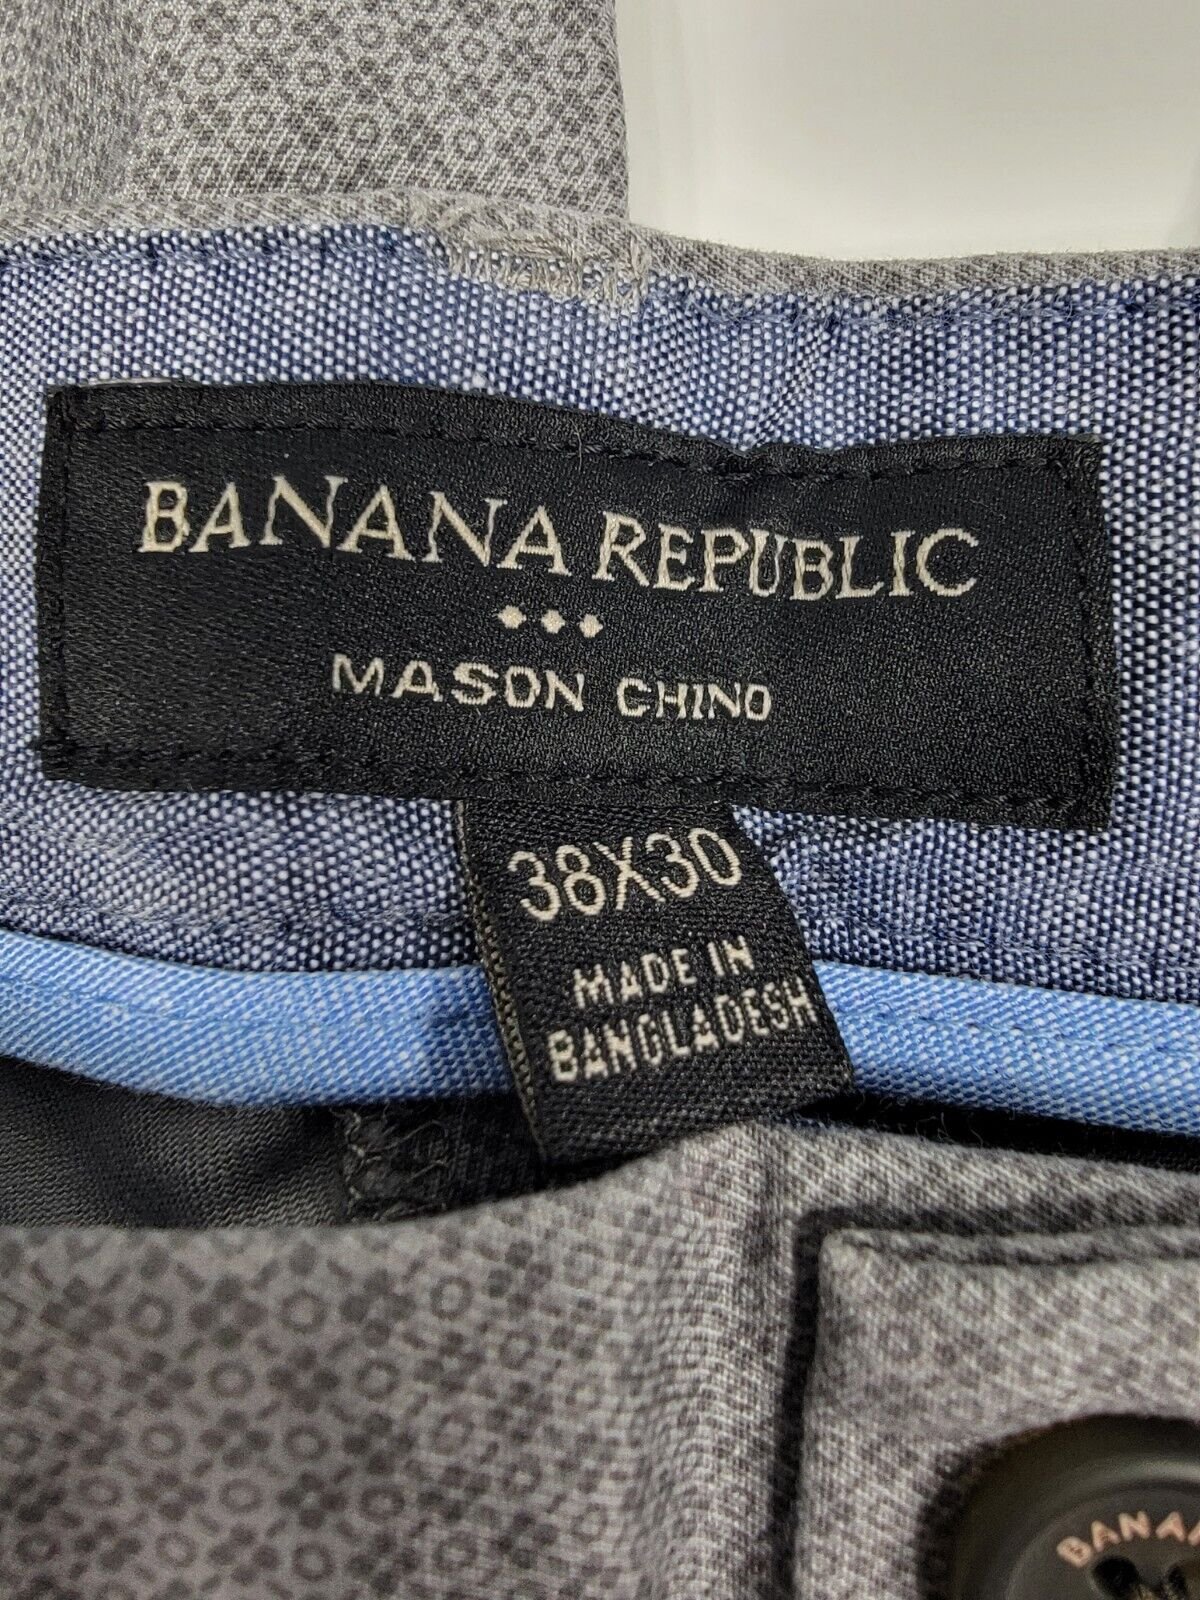 BANANA REPUBLIC
MASON CHINO
38X30
MADE IN
BANGLADESH